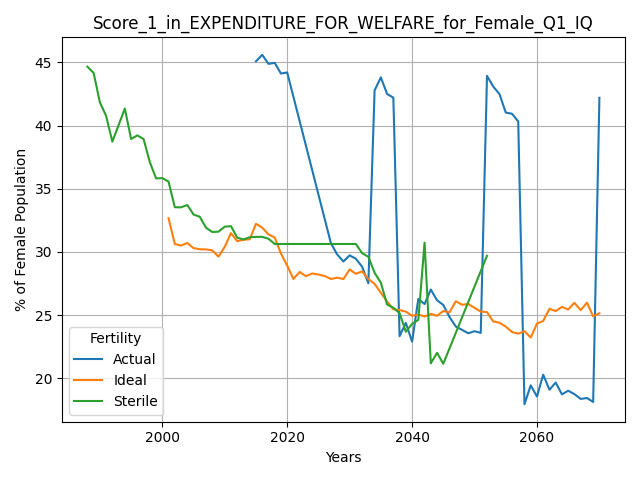 Score_1_in_EXPENDITURE_FOR_WELFARE_for_Female_Q1_IQ
% of Female Population
45
40
35
30
25
20
Fertility
Actual
Ideal
Sterile
2000
2020
2040
2060
Years